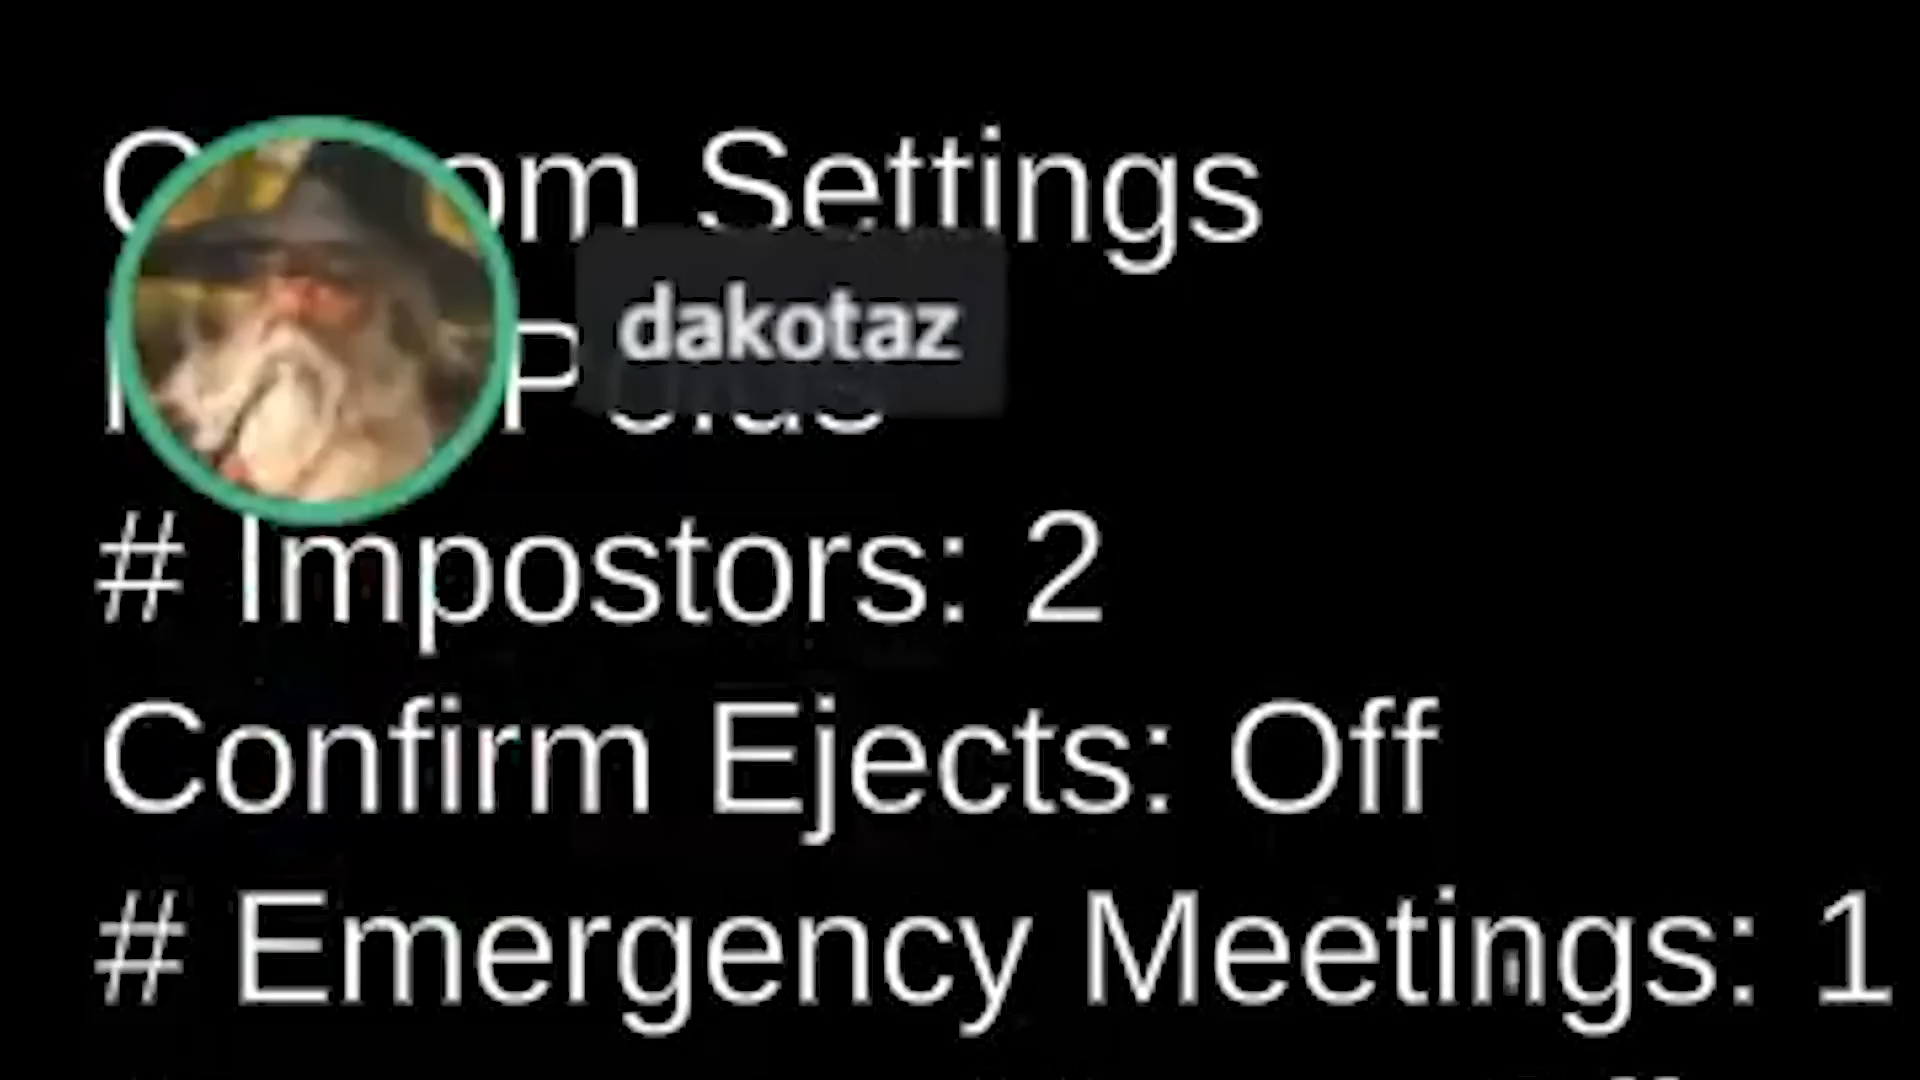 Settings
dakotaz
# Impostors: 2
Confirm Ejects: Off
# Emergency Meetings: 1